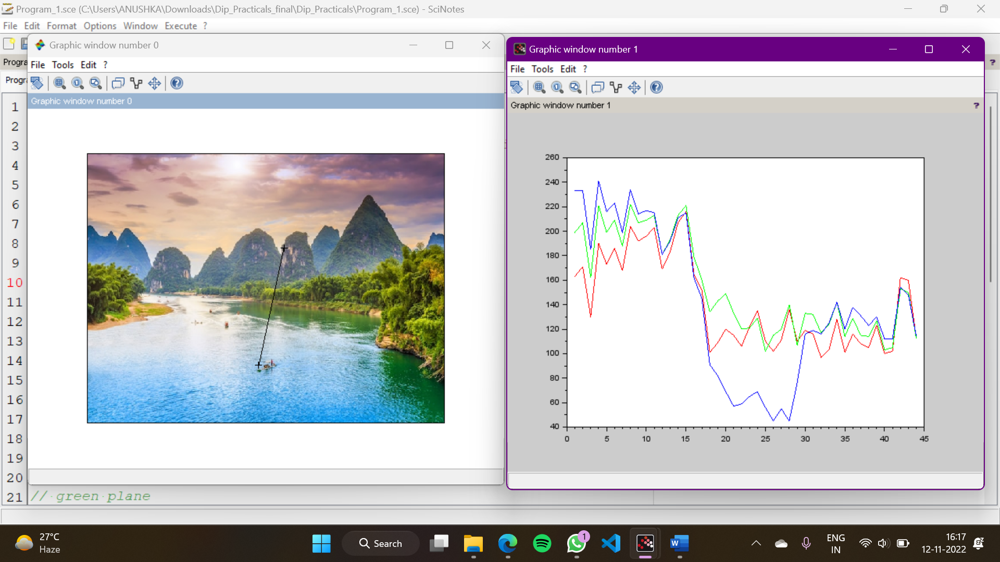 Program_1.sce (C:\Users\ANUSHKA\Downloads\Dip_Practicals_final\Dip_Practicals\Program_1.sce) - SciNotes
File Edit Format Options Window Execute ?
Graphic window number 0
File Tools Edit ?
Graphic window number 0
Graphic window number 1
File Tools Edit ?
Graphic window number 1 ?
?
Progra
Progra
1
2
3
4
5
6
7
8
9
10
11
12
13
14
15
16
17
18
19
20
21 // green plane
260
240
220
200
180
160
140
120
100
80
60
40
0 5 10 15 20 25 30 35 40 45
27°C
Haze
Search
1
W
ENG
IN
16:17
12-11-2022